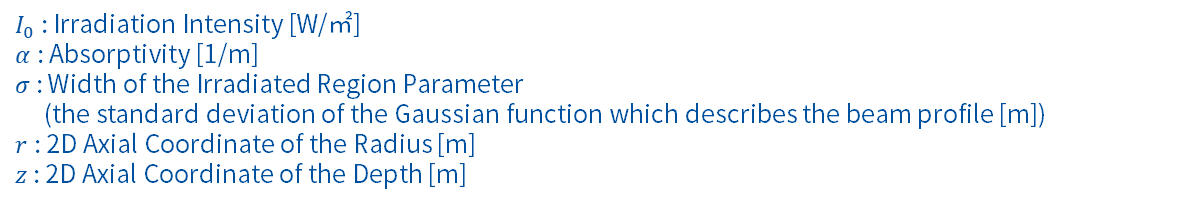 I₀ : Irradiation Intensity [W/㎡]
α : Absorptivity [1/m]
σ : Width of the Irradiated Region Parameter
(the standard deviation of the Gaussian function which describes the beam profile [m])
r : 2D Axial Coordinate of the Radius [m]
z : 2D Axial Coordinate of the Depth [m]